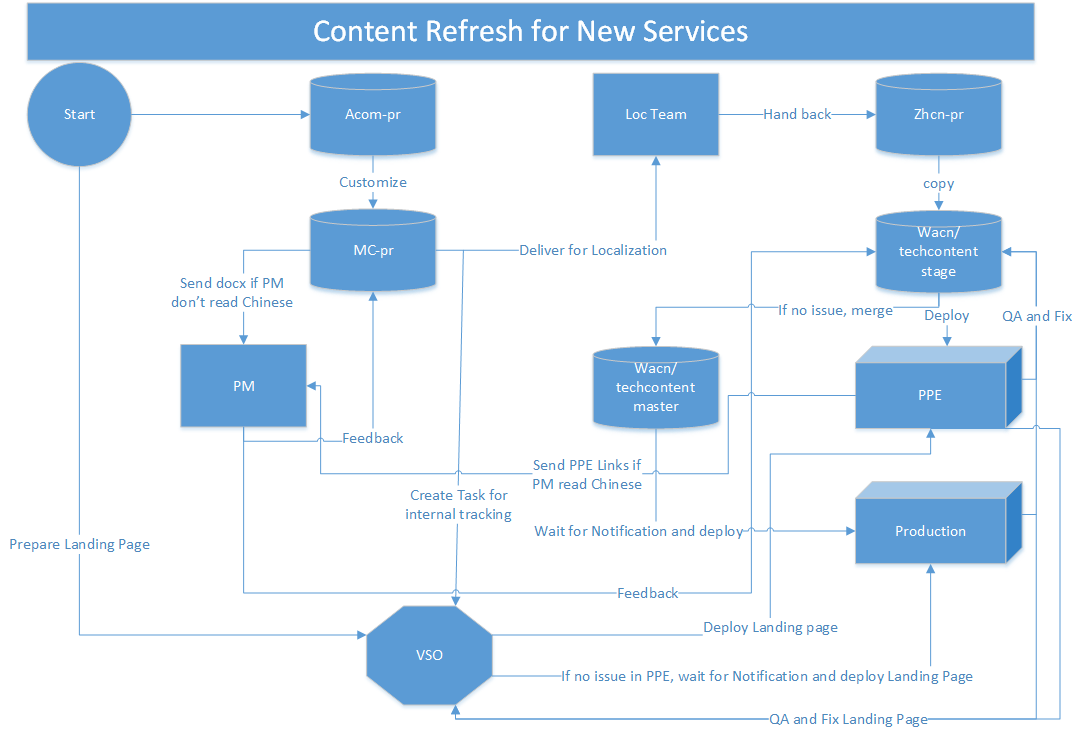 Content Refresh for New Services
Start
Acom-pr
Loc Team
Hand back
Zhcn-pr
Customize
copy
MC-pr
Deliver for Localization
Wacn/
techcontent
stage
Send docx if PM
don't read Chinese
If no issue, merge
Deploy
QA and Fix
PM
Wacn/
techcontent
master
PPE
Feedback
Send PPE Links if
PM read Chinese
Create Task for
internal tracking
Wait for Notification and deploy
Production
Prepare Landing Page
Feedback
Deploy Landing page
VSO
If no issue in PPE, wait for Notification and deploy Landing Page
QA and Fix Landing Page